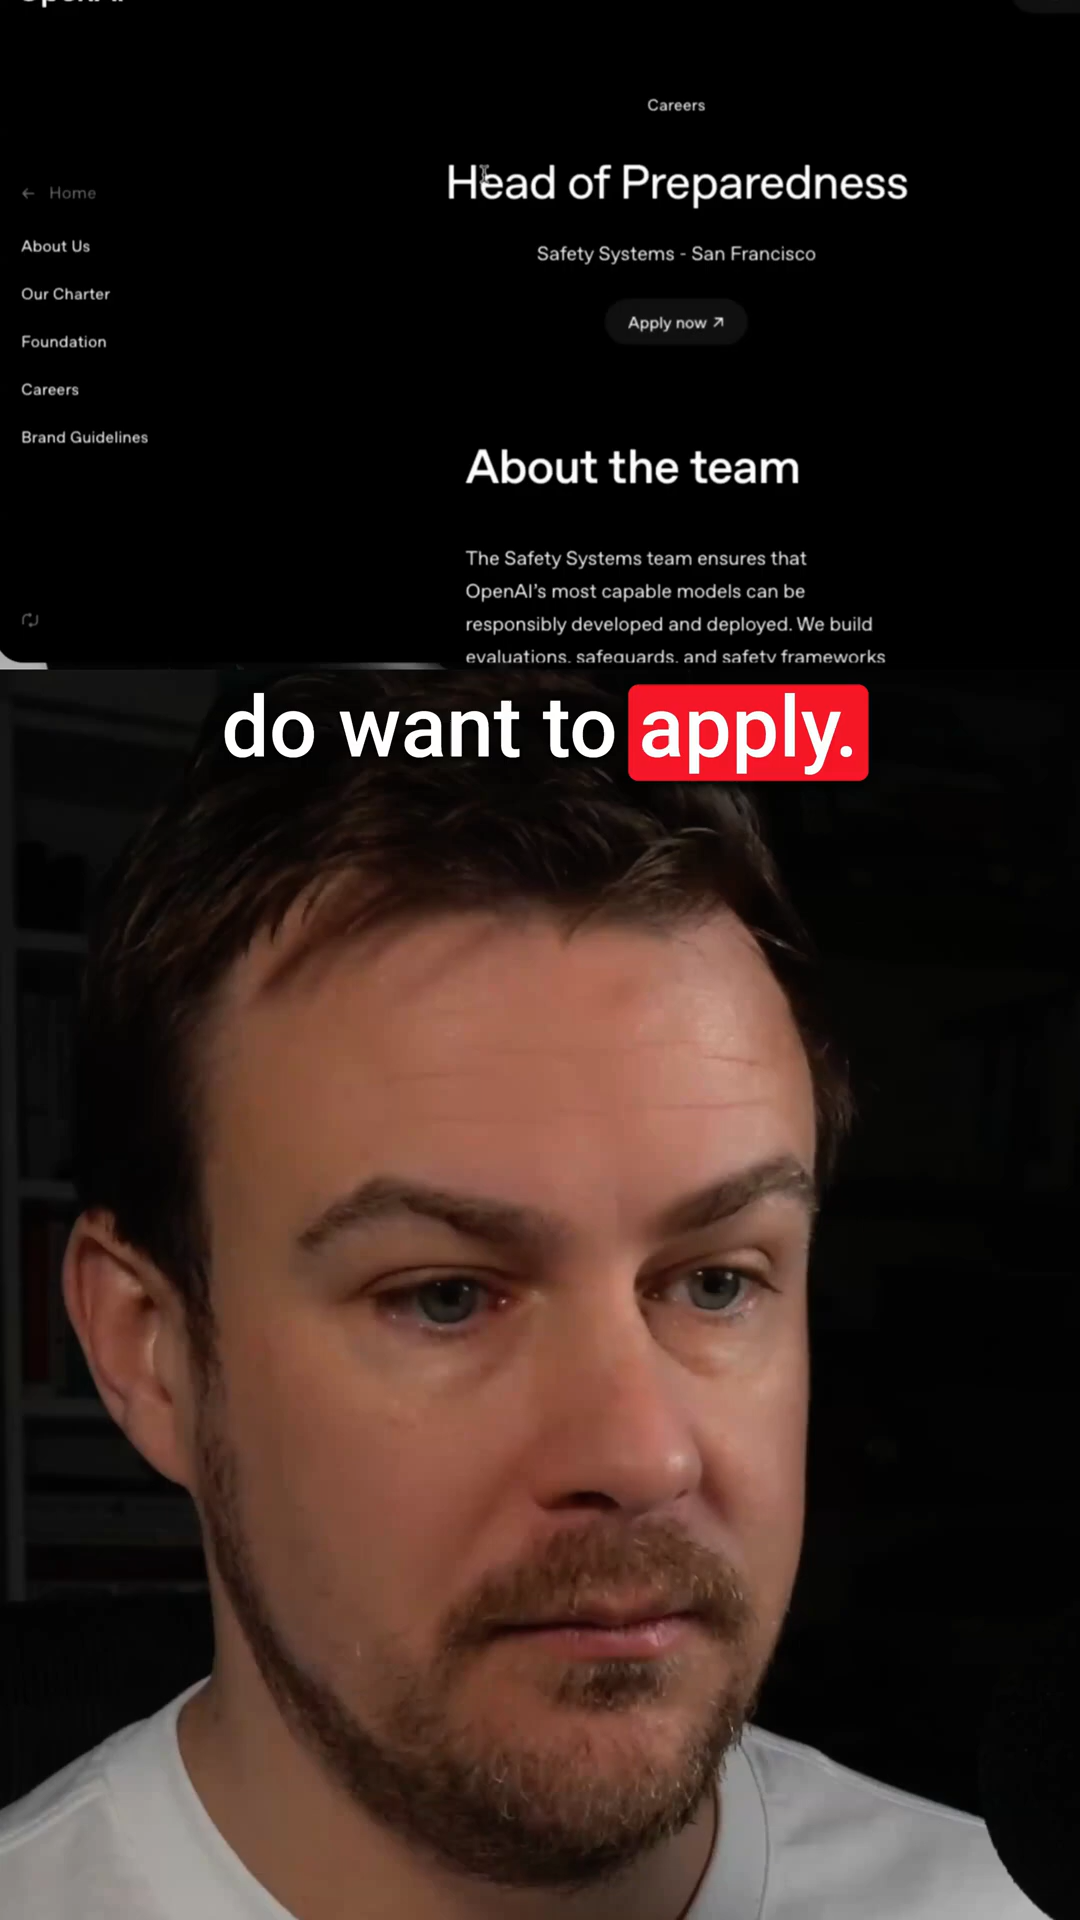 Careers
Head of Preparedness
Safety Systems - San Francisco
Apply now ↗
← Home
About Us
Our Charter
Foundation
Careers
Brand Guidelines
About the team
The Safety Systems team ensures that
OpenAI's most capable models can be
responsibly developed and deployed. We build
evaluations, safeguards, and safety frameworks
do want to apply.